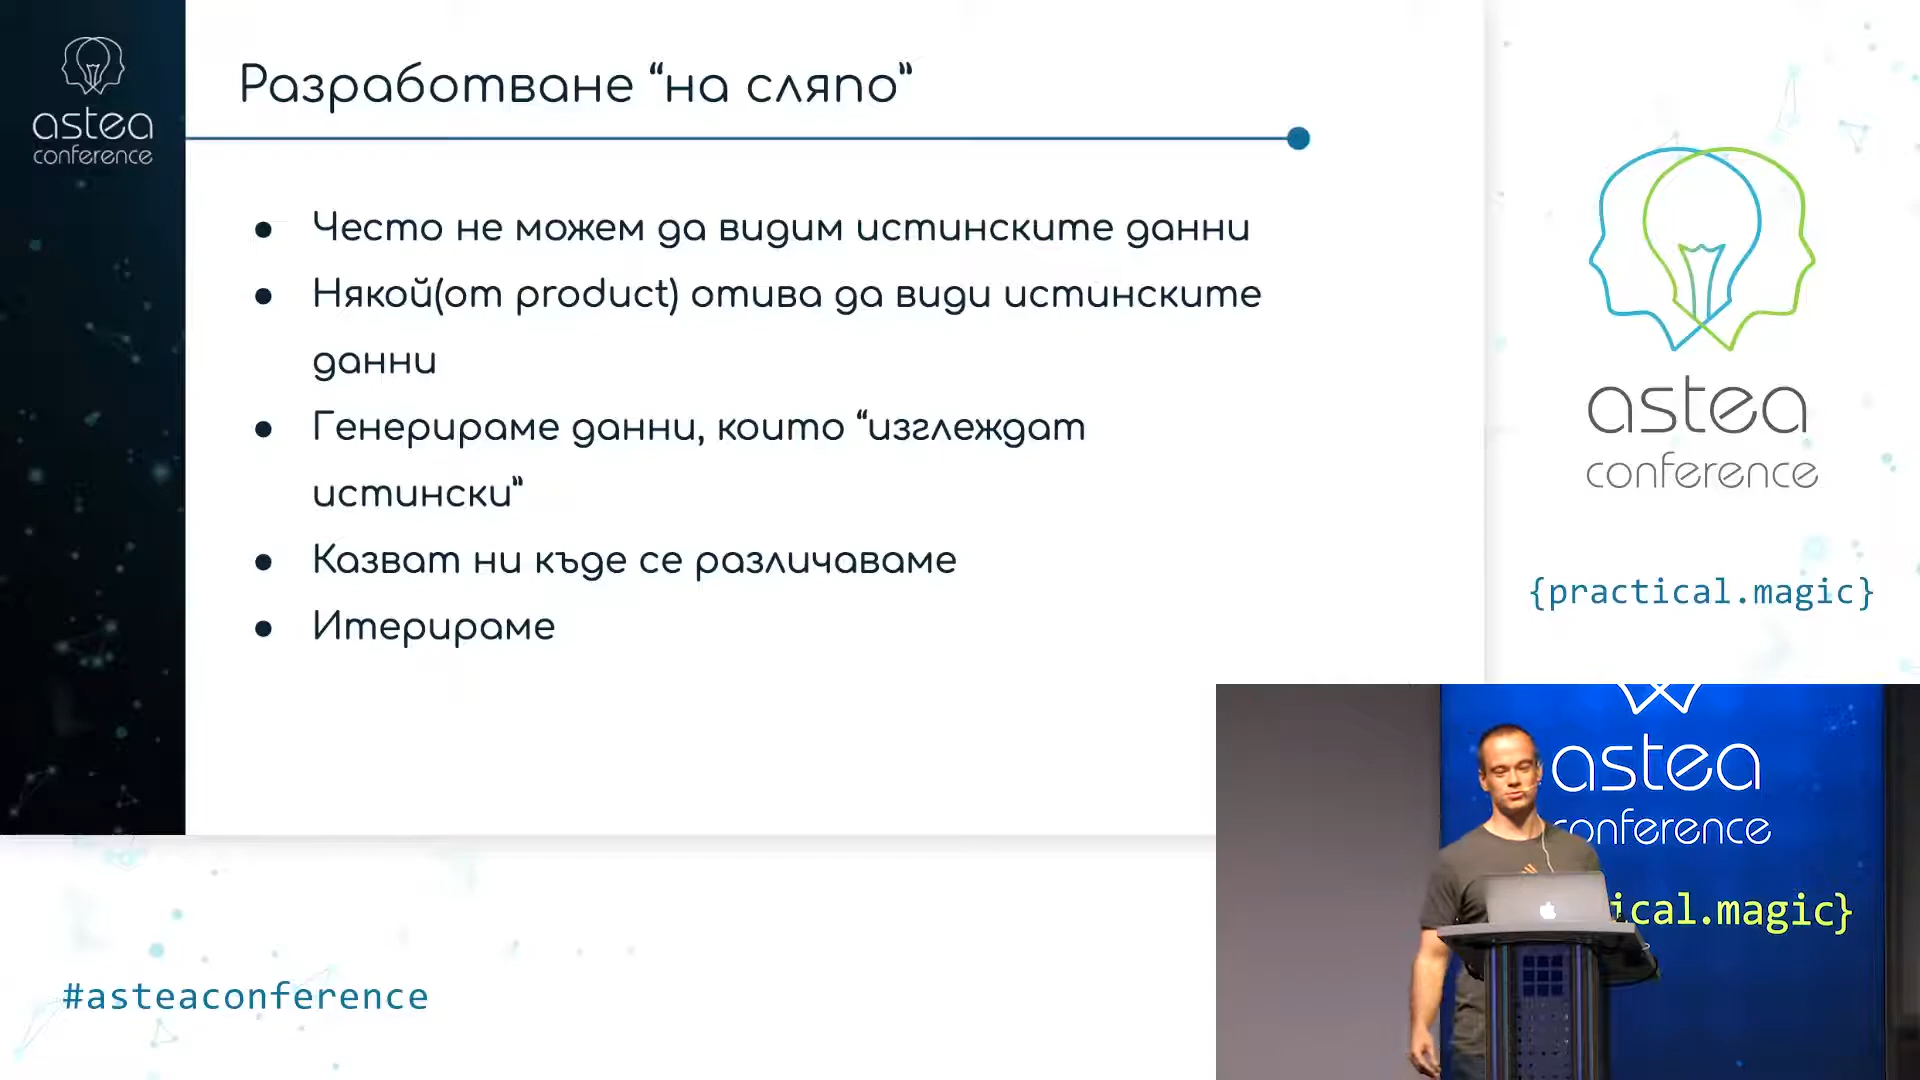 astea
conference
Разработване “на сляпо”
● Често не можем да видим истинските данни
● Някой(от product) отива да види истинските
данни
● Генерираме данни, които “изглеждат
истински”
● Казват ни къде се различаваме
● Итерираме
astea
conference
{practical.magic}
astea
conference
ical.magic}
#asteaconference